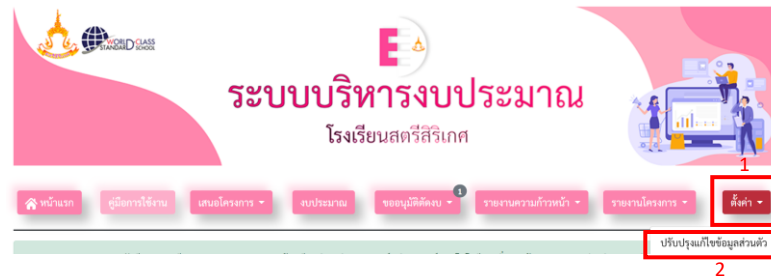 WORLD CLASS
STANDARD SCHOOL
E
ระบบบริหารงบประมาณ
โรงเรียนสตรีสิริเกศ
1
หน้าแรก คู่มือการใช้งาน เสนอโครงการ งบประมาณ ขออนุมัติตัดงบ 1 รายงานความก้าวหน้า รายงานโครงการ ตั้งค่า
ปรับปรุงแก้ไขข้อมูลส่วนตัว
2